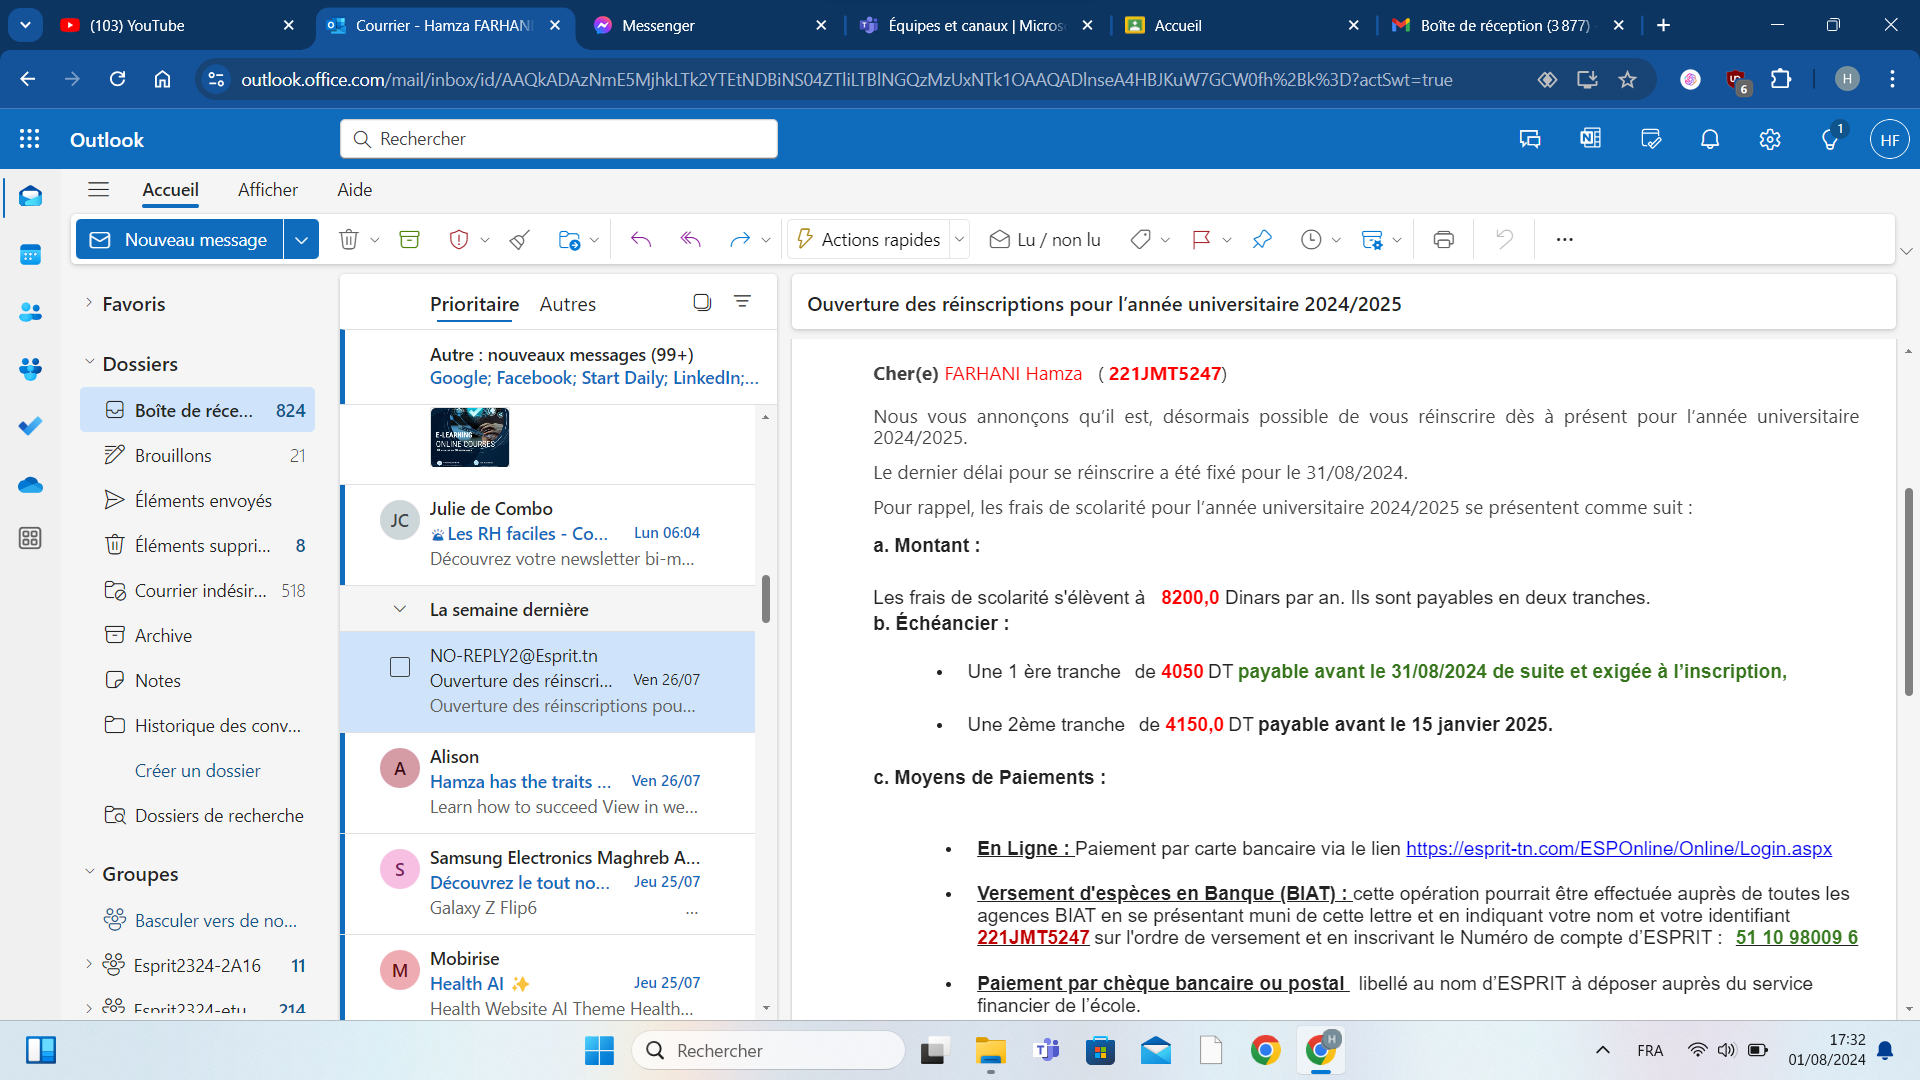 (103) YouTube
Courrier - Hamza FARHANI
Messenger
Équipes et canaux | Micros
Accueil
Boîte de réception (3 877)
outlook.office.com/mail/inbox/id/AAQkADAzNmE5MjhkLTk2YTEtNDBiNS04ZTliLTBlNGQzMzUxNTk1OAAQADlnseA4HBJKuW7GCW0fh%2Bk%3D?actSwt=true
6
H
Outlook
Rechercher
1
HF
Accueil
Afficher
Aide
Nouveau message
Actions rapides
Lu / non lu
Favoris
Dossiers
Boîte de réce... 824
Brouillons 21
Éléments envoyés
Éléments suppri... 8
Courrier indésir... 518
Archive
Notes
Historique des conv...
Créer un dossier
Dossiers de recherche
Groupes
Basculer vers de no...
Esprit2324-2A16 11
Esprit2324-etu 214
Prioritaire
Autres
Autre : nouveaux messages (99+)
Google; Facebook; Start Daily; LinkedIn;...
E-LEARNING
ONLINE COURSES
JC
Julie de Combo
Les RH faciles - Co... Lun 06:04
Découvrez votre newsletter bi-m...
La semaine dernière
NO-REPLY2@Esprit.tn
Ouverture des réinscri... Ven 26/07
Ouverture des réinscriptions pou...
A
Alison
Hamza has the traits ... Ven 26/07
Learn how to succeed View in we...
S
Samsung Electronics Maghreb A...
Découvrez le tout no... Jeu 25/07
Galaxy Z Flip6 ...
M
Mobirise
Health AI ✨ Jeu 25/07
Health Website AI Theme Health...
Ouverture des réinscriptions pour l’année universitaire 2024/2025
Cher(e) FARHANI Hamza ( 221JMT5247)
Nous vous annonçons qu’il est, désormais possible de vous réinscrire dès à présent pour l’année universitaire
2024/2025.
Le dernier délai pour se réinscrire a été fixé pour le 31/08/2024.
Pour rappel, les frais de scolarité pour l’année universitaire 2024/2025 se présentent comme suit :
a. Montant :
Les frais de scolarité s'élèvent à 8200,0 Dinars par an. Ils sont payables en deux tranches.
b. Échéancier :
• Une 1 ère tranche de 4050 DT payable avant le 31/08/2024 de suite et exigée à l’inscription,
• Une 2ème tranche de 4150,0 DT payable avant le 15 janvier 2025.
c. Moyens de Paiements :
• En Ligne : Paiement par carte bancaire via le lien https://esprit-tn.com/ESPOnline/Online/Login.aspx
• Versement d'espèces en Banque (BIAT) : cette opération pourrait être effectuée auprès de toutes les
agences BIAT en se présentant muni de cette lettre et en indiquant votre nom et votre identifiant
221JMT5247 sur l'ordre de versement et en inscrivant le Numéro de compte d’ESPRIT : 51 10 98009 6
• Paiement par chèque bancaire ou postal libellé au nom d’ESPRIT à déposer auprès du service
financier de l’école.
Rechercher
H
FRA
17:32
01/08/2024